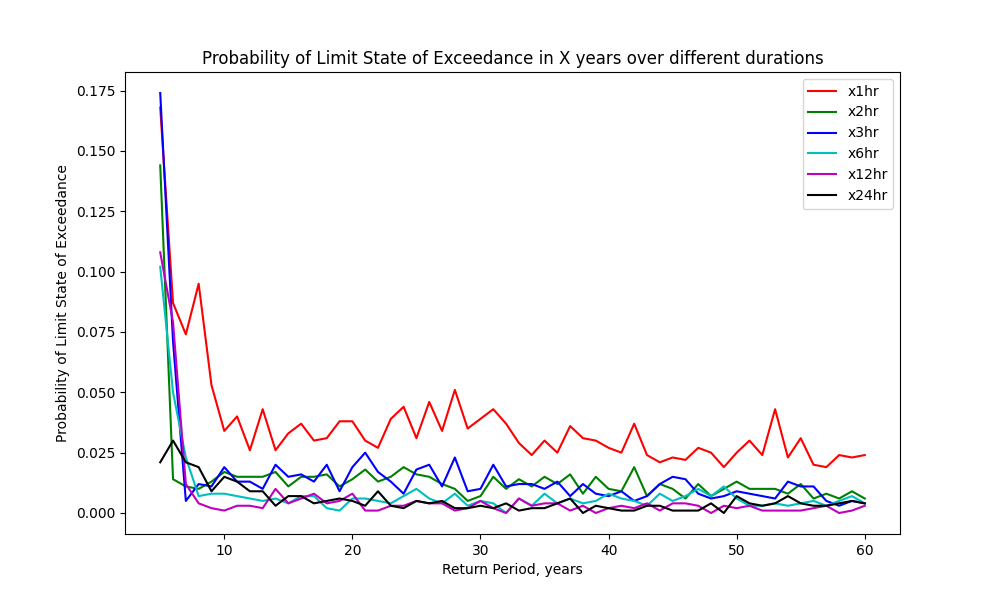 Probability of Limit State of Exceedance in X years over different durations
Probability of Limit State of Exceedance
0.175
0.150
0.125
0.100
0.075
0.050
0.025
0.000
x1hr
x2hr
x3hr
x6hr
x12hr
x24hr
10 20 30 40 50 60
Return Period, years